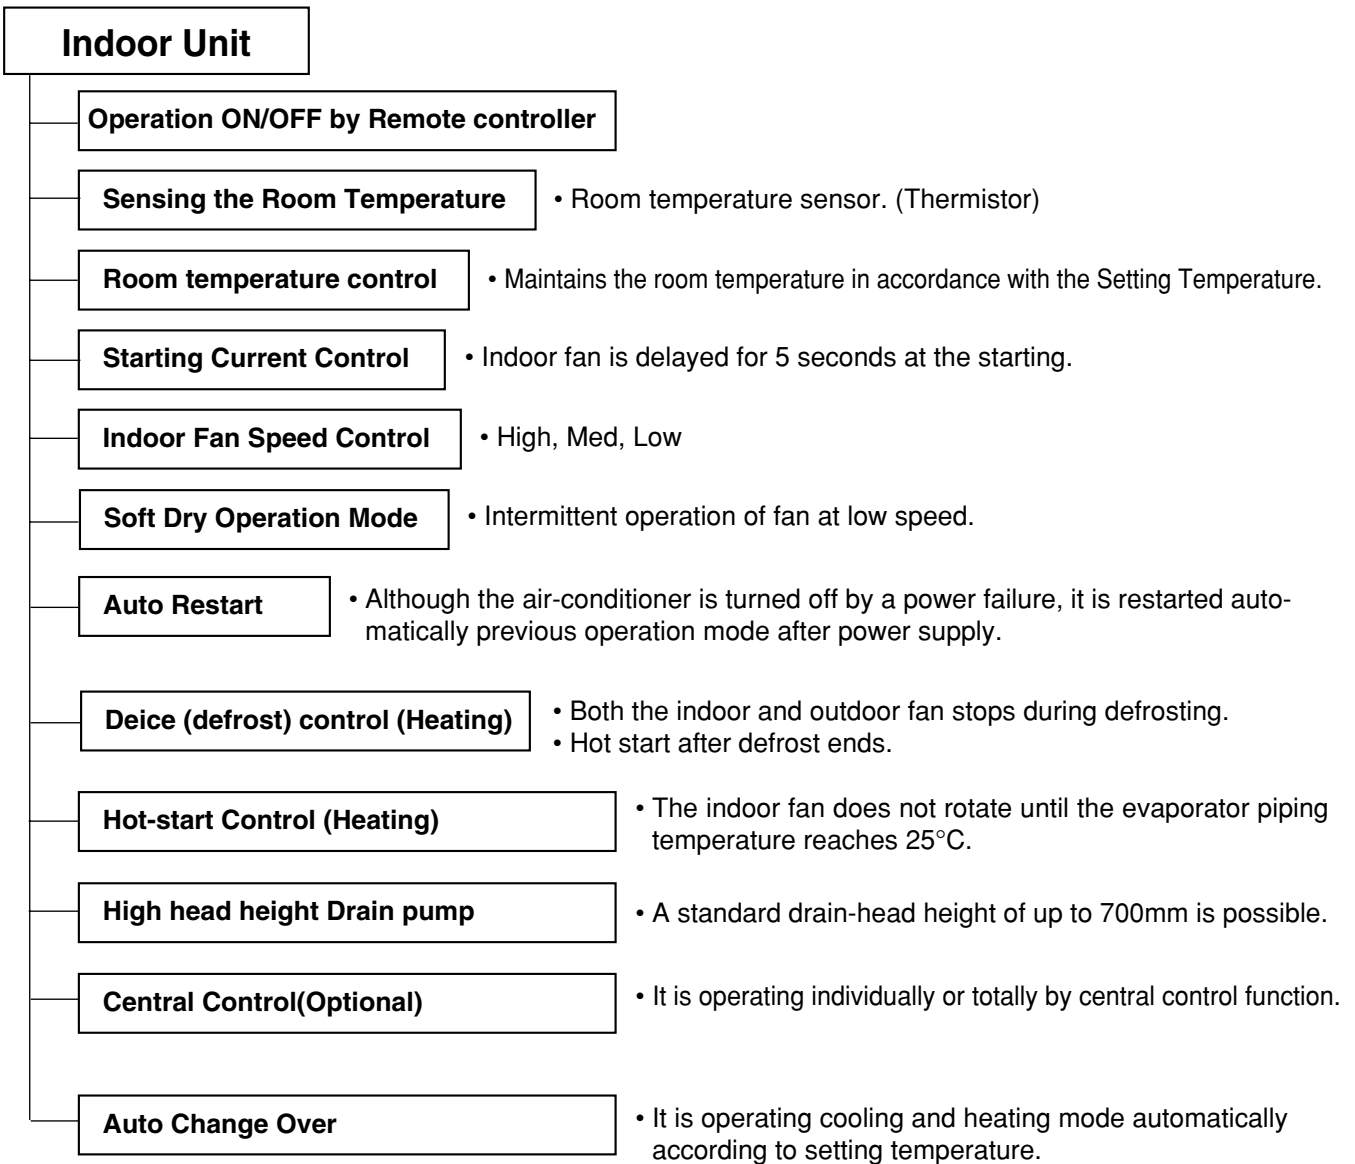 Indoor Unit
Operation ON/OFF by Remote controller
Sensing the Room Temperature
• Room temperature sensor. (Thermistor)
Room temperature control
• Maintains the room temperature in accordance with the Setting Temperature.
Starting Current Control
• Indoor fan is delayed for 5 seconds at the starting.
Indoor Fan Speed Control
• High, Med, Low
Soft Dry Operation Mode
• Intermittent operation of fan at low speed.
Auto Restart
• Although the air-conditioner is turned off by a power failure, it is restarted auto-
matically previous operation mode after power supply.
Deice (defrost) control (Heating)
• Both the indoor and outdoor fan stops during defrosting.
• Hot start after defrost ends.
Hot-start Control (Heating)
• The indoor fan does not rotate until the evaporator piping
temperature reaches 25°C.
High head height Drain pump
• A standard drain-head height of up to 700mm is possible.
Central Control(Optional)
• It is operating individually or totally by central control function.
Auto Change Over
• It is operating cooling and heating mode automatically
according to setting temperature.